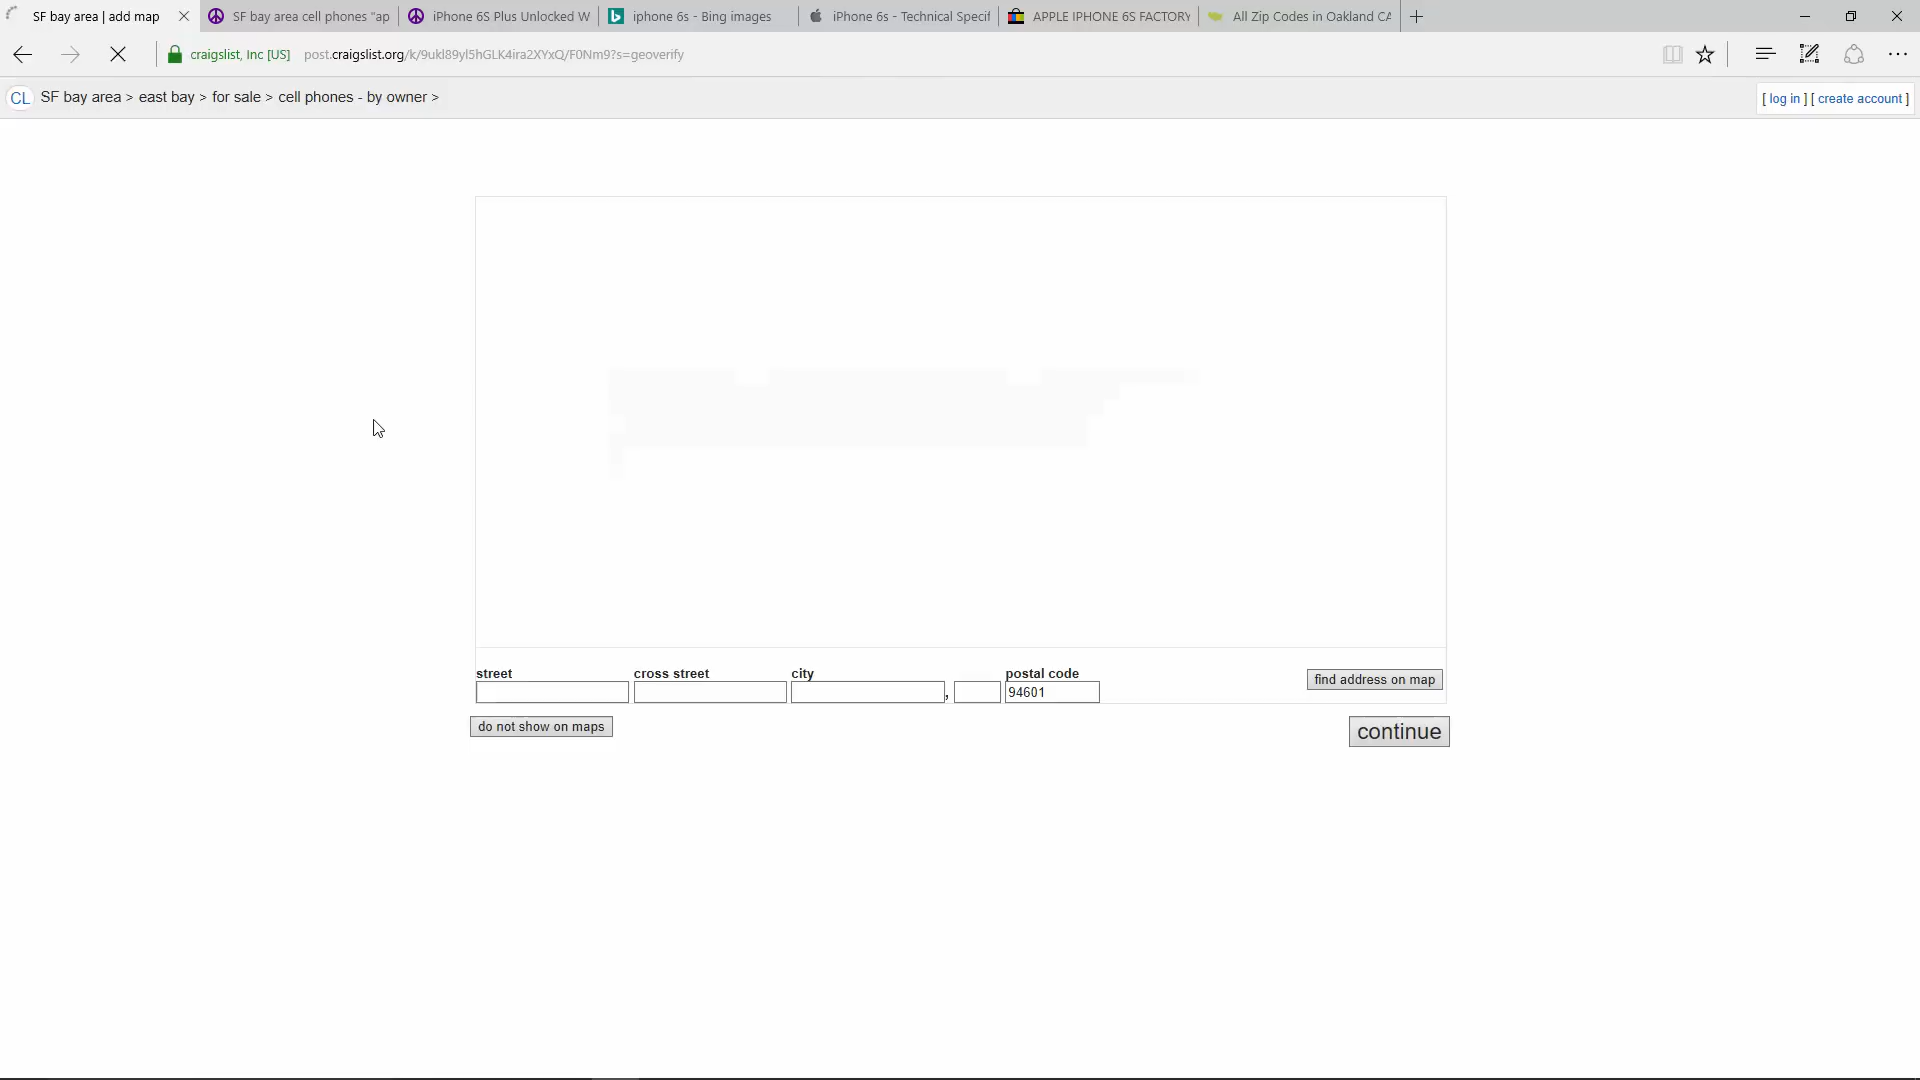 SF bay area | add map
SF bay area cell phones "ap
iPhone 6S Plus Unlocked W
iphone 6s - Bing images
iPhone 6s - Technical Specif
APPLE IPHONE 6S FACTORY
All Zip Codes in Oakland CA
craigslist, Inc [US]
post.craigslist.org/k/9ukl89yl5hGLK4ira2XYxQ/F0Nm9?s=geoverify
CL SF bay area > east bay > for sale > cell phones - by owner >
[ log in ] [ create account ]
street
cross street
city
postal code
find address on map
,
94601
do not show on maps
continue